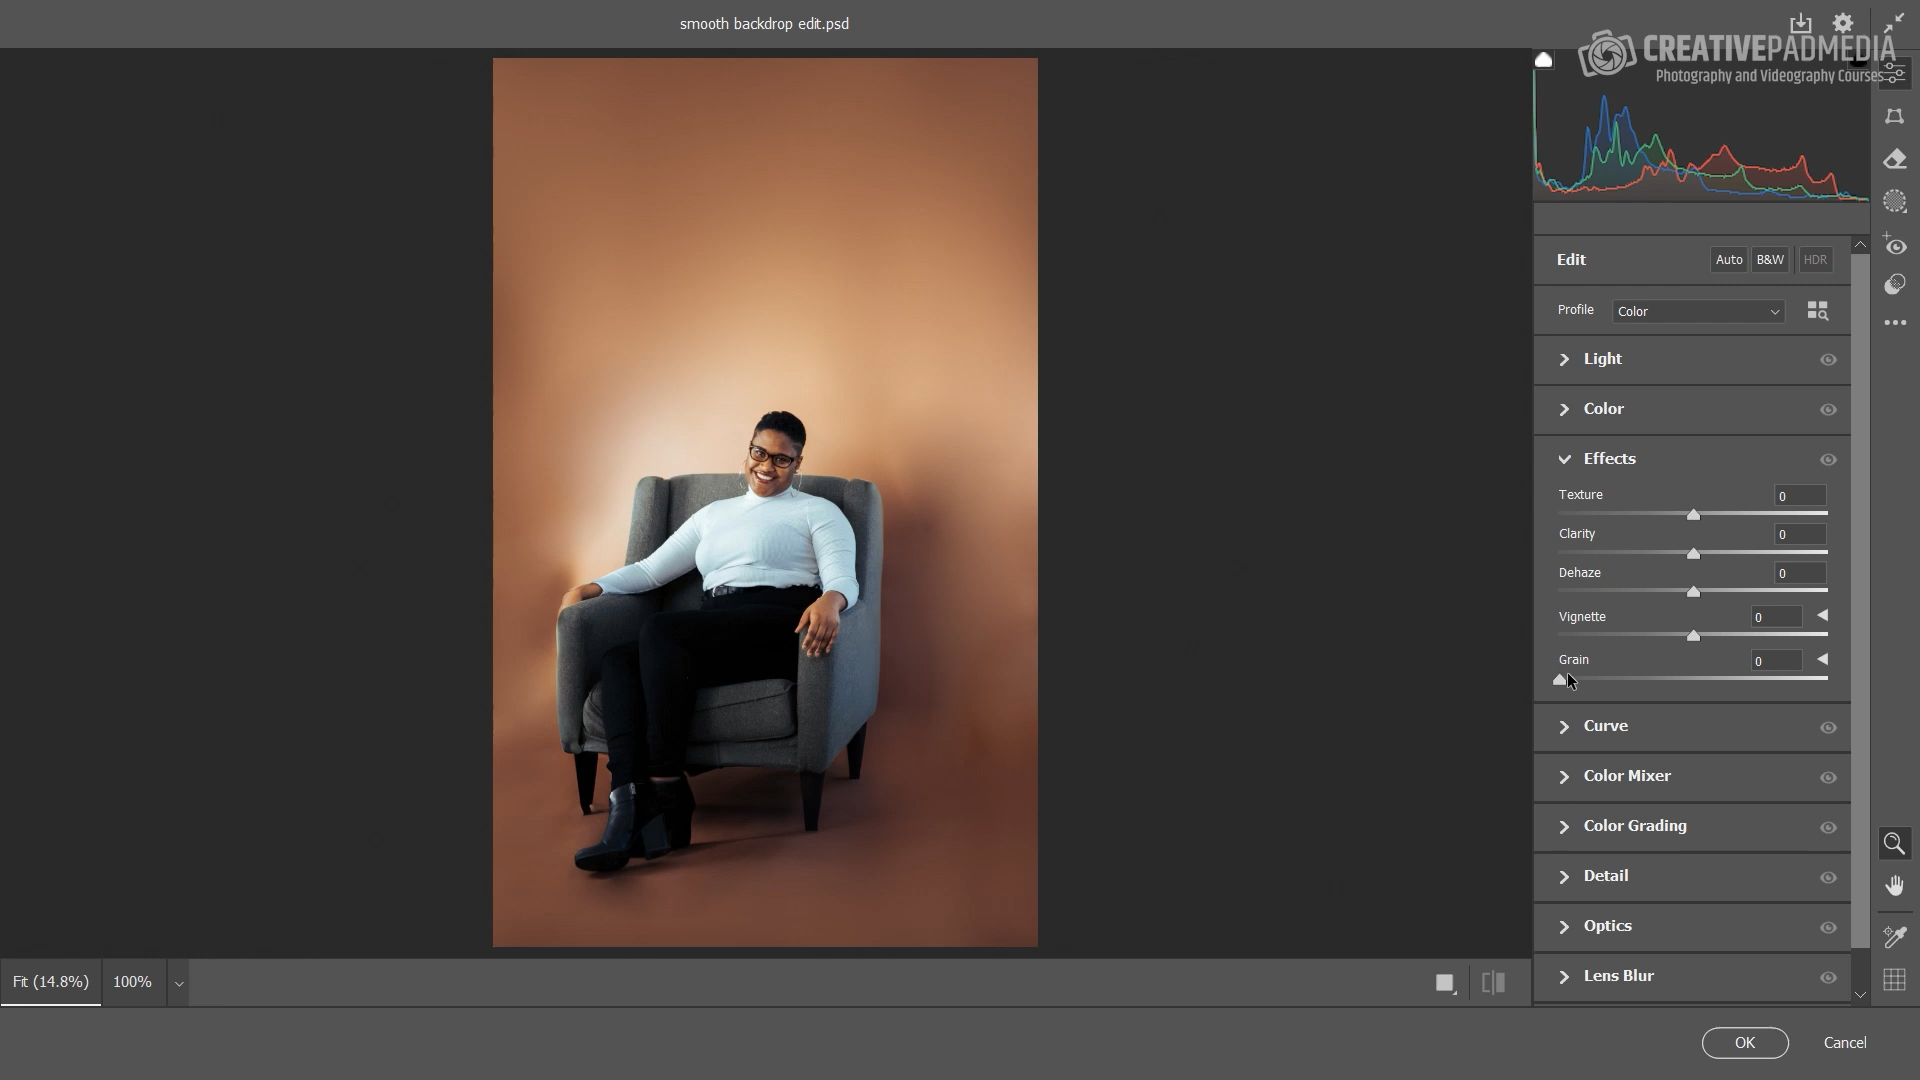 smooth backdrop edit.psd
CREATIVEPADMEDIA
Photography and Videography Courses
Edit
Auto
B&W
HDR
Profile
Color
Light
Color
Effects
Texture
0
Clarity
0
Dehaze
0
Vignette
0
Grain
0
Curve
Color Mixer
Color Grading
Detail
Optics
Lens Blur
Fit (14.8%)
100%
OK
Cancel